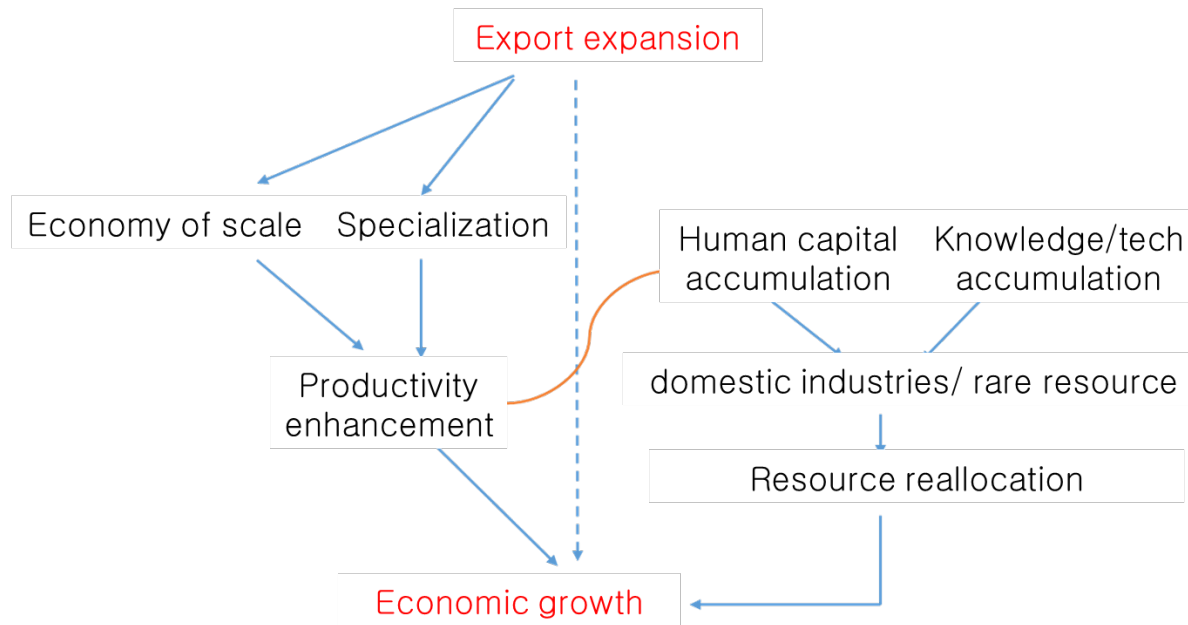 Export expansion
Economy of scale Specialization
Human capital accumulation
Knowledge/tech accumulation
Productivity
enhancement
domestic industries/ rare resource
Resource reallocation
Economic growth